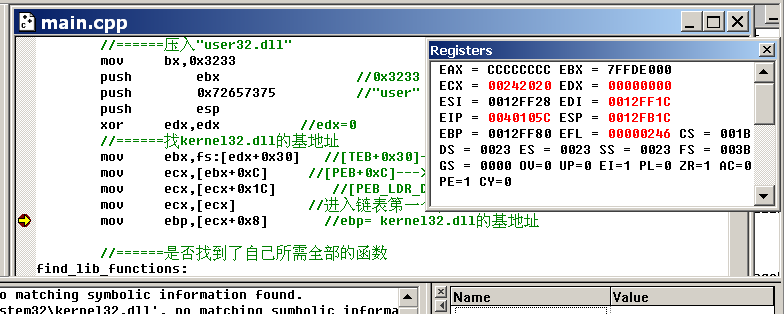 main.cpp
//======压入"user32.dll"
mov bx,0x3233
push ebx //0x3233
push 0x72657375 //"user"
push esp
xor edx,edx //edx=0
//======找kernel32.dll的基地址
mov ebx,fs:[edx+0x30] //[TEB+0x30]-
mov ecx,[ebx+0xC] //[PEB+0xC]---
mov ecx,[ecx+0x1C] //[PEB_LDR_D
mov ecx,[ecx] //进入链表第一
mov ebp,[ecx+0x8] //ebp= kernel32.dll的基地址
//======是否找到了自己所需全部的函数
find_lib_functions:
Registers
EAX = CCCCCCCC EBX = 7FFDE000
ECX = 00242020 EDX = 00000000
ESI = 0012FF28 EDI = 0012FF1C
EIP = 0040105C ESP = 0012FB1C
EBP = 0012FF80 EFL = 00000246 CS = 001B
DS = 0023 ES = 0023 SS = 0023 FS = 003B
GS = 0000 OV=0 UP=0 EI=1 PL=0 ZR=1 AC=0
PE=1 CY=0
o matching symbolic information found.
stem32\kernel32.dll', no matching symbolic informa
Name Value